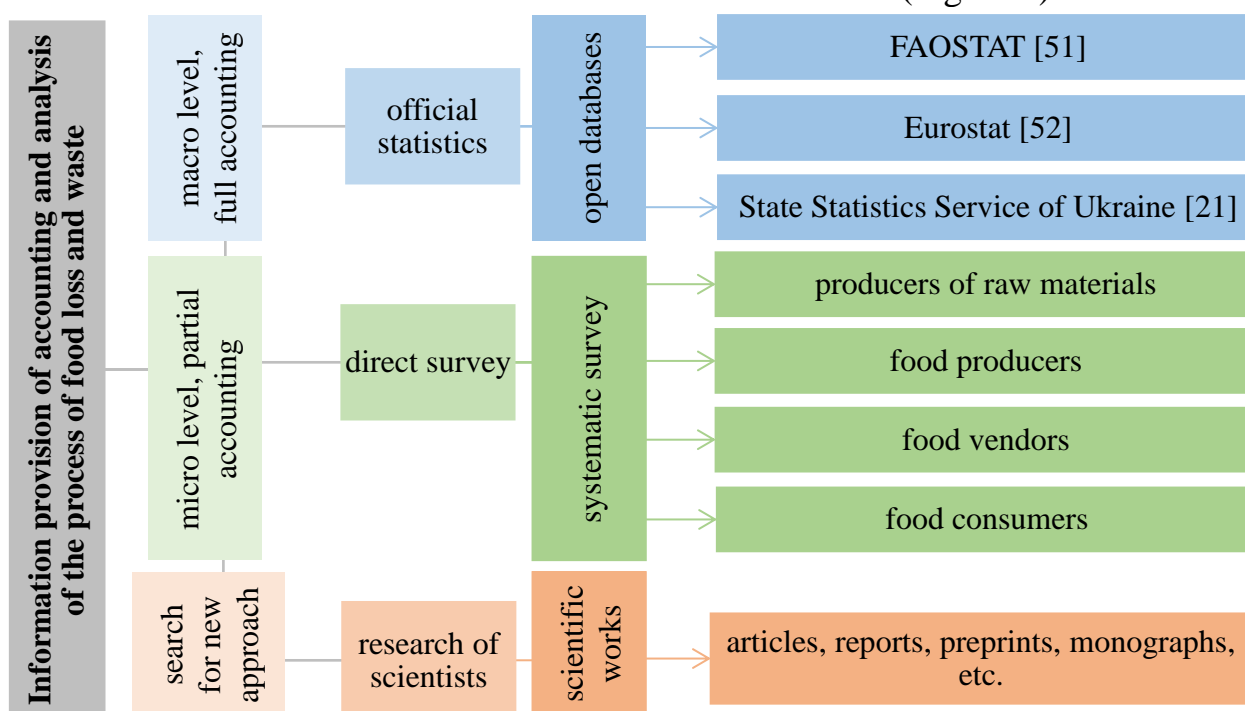 Information provision of accounting and analysis
of the process of food loss and waste
macro level,
full accounting
official
statistics
open databases
FAOSTAT [51]
Eurostat [52]
State Statistics Service of Ukraine [21]
micro level, partial
accounting
direct survey
systematic survey
producers of raw materials
food producers
food vendors
food consumers
search
for new
approach
research of
scientists
scientific
works
articles, reports, preprints, monographs,
etc.